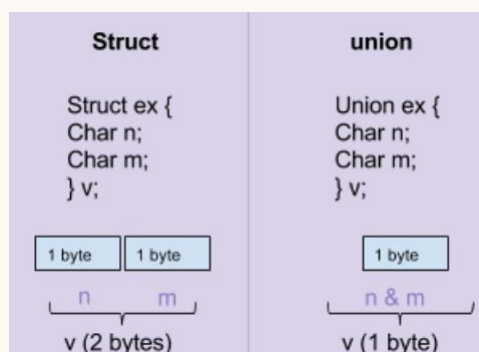 Struct
Struct ex {
Char n;
Char m;
} v;
1 byte 1 byte
n m
v (2 bytes)
union
Union ex {
Char n;
Char m;
} v;
1 byte
n & m
v (1 byte)